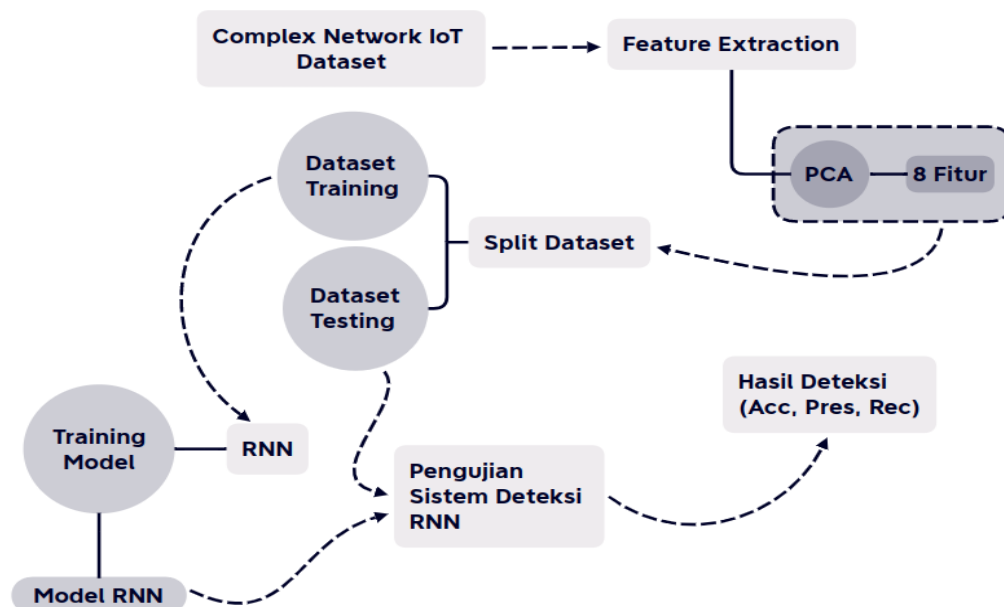 Complex Network IoT
Dataset
Feature Extraction
PCA
8 Fitur
Dataset
Training
Split Dataset
Dataset
Testing
Training
Model
RNN
Model RNN
Pengujian
Sistem Deteksi
RNN
Hasil Deteksi
(Acc, Pres, Rec)